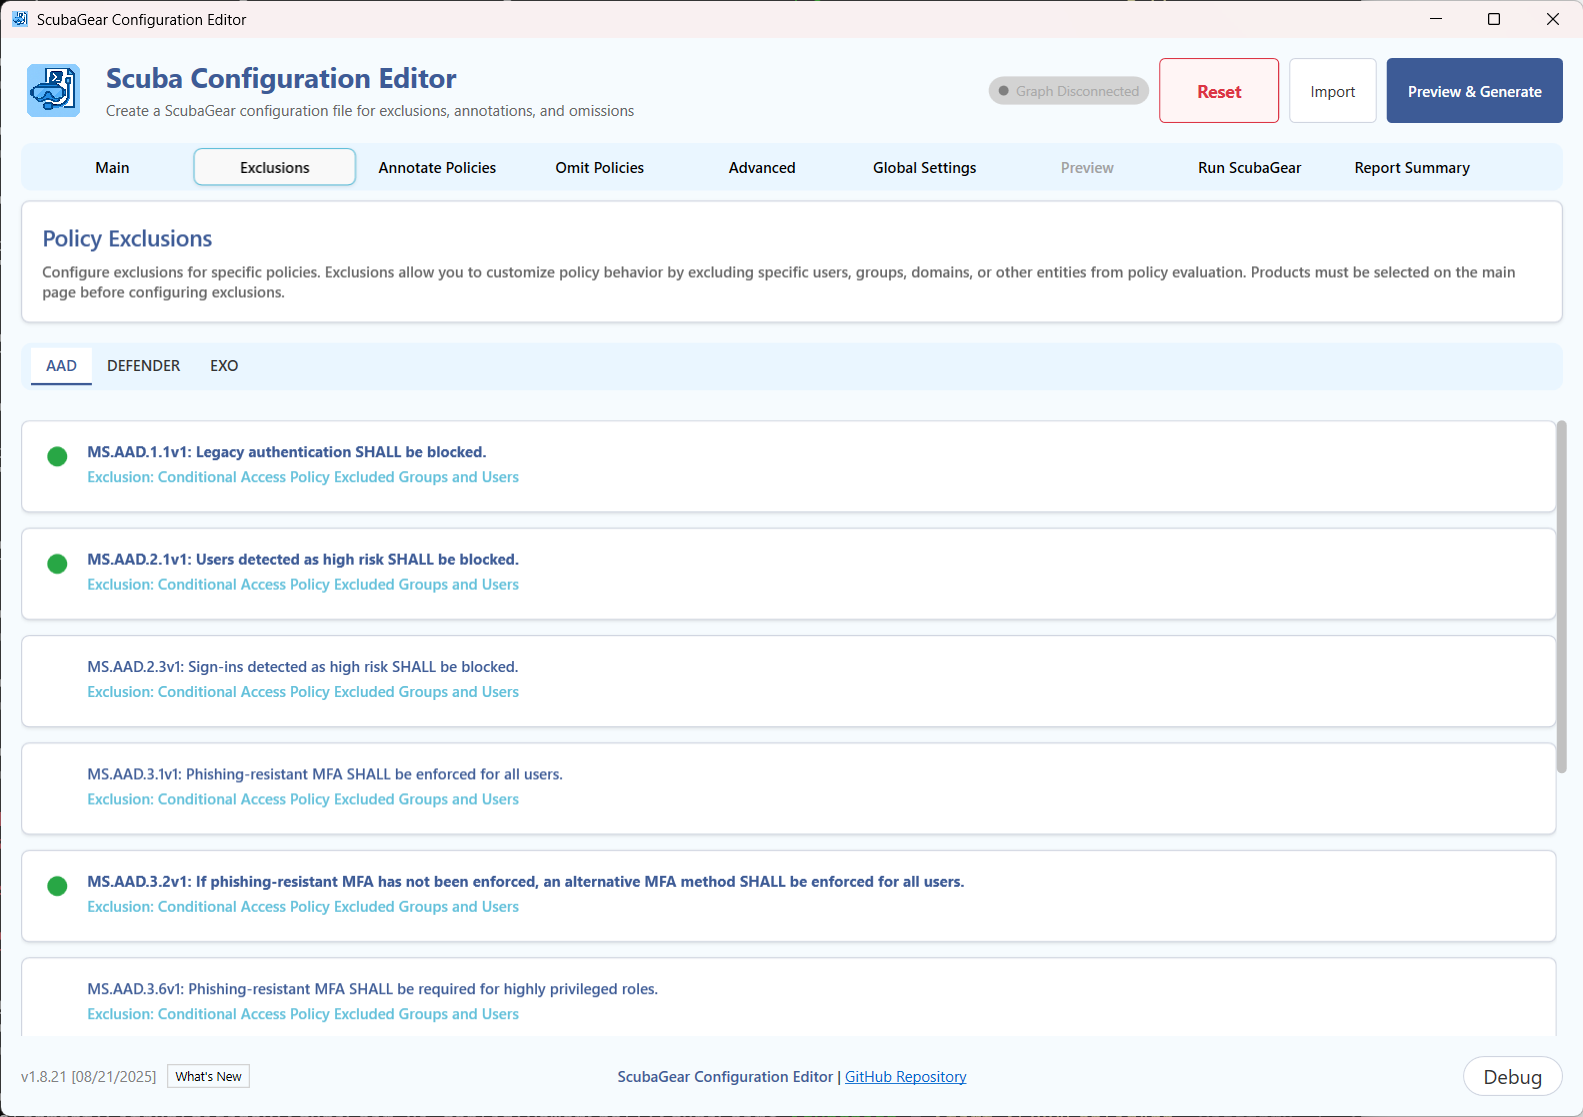 ScubaGear Configuration Editor
Scuba Configuration Editor
Create a ScubaGear configuration file for exclusions, annotations, and omissions
Graph Disconnected
Reset
Import
Preview & Generate
Main
Exclusions
Annotate Policies
Omit Policies
Advanced
Global Settings
Preview
Run ScubaGear
Report Summary
Policy Exclusions
Configure exclusions for specific policies. Exclusions allow you to customize policy behavior by excluding specific users, groups, domains, or other entities from policy evaluation. Products must be selected on the main
page before configuring exclusions.
AAD
DEFENDER
EXO
MS.AAD.1.1v1: Legacy authentication SHALL be blocked.
Exclusion: Conditional Access Policy Excluded Groups and Users
MS.AAD.2.1v1: Users detected as high risk SHALL be blocked.
Exclusion: Conditional Access Policy Excluded Groups and Users
MS.AAD.2.3v1: Sign-ins detected as high risk SHALL be blocked.
Exclusion: Conditional Access Policy Excluded Groups and Users
MS.AAD.3.1v1: Phishing-resistant MFA SHALL be enforced for all users.
Exclusion: Conditional Access Policy Excluded Groups and Users
MS.AAD.3.2v1: If phishing-resistant MFA has not been enforced, an alternative MFA method SHALL be enforced for all users.
Exclusion: Conditional Access Policy Excluded Groups and Users
MS.AAD.3.6v1: Phishing-resistant MFA SHALL be required for highly privileged roles.
Exclusion: Conditional Access Policy Excluded Groups and Users
v1.8.21 [08/21/2025]
What's New
ScubaGear Configuration Editor | GitHub Repository
Debug